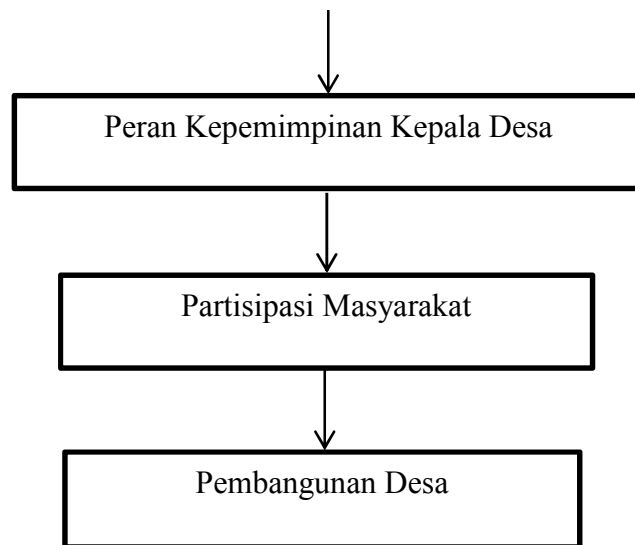 Peran Kepemimpinan Kepala Desa
Partisipasi Masyarakat
Pembangunan Desa